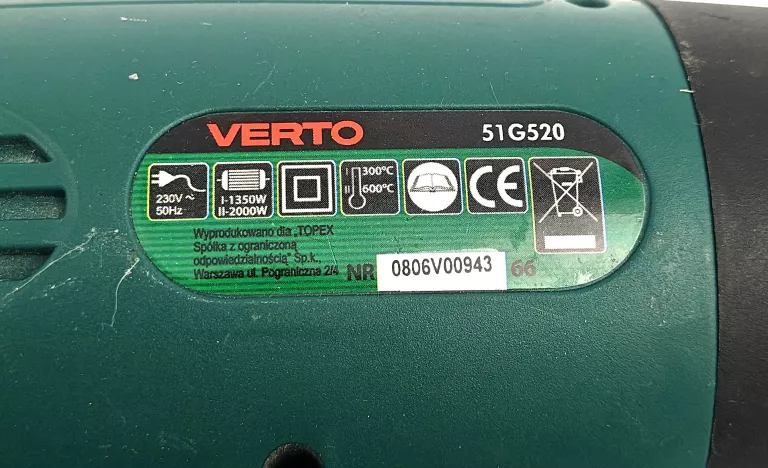 VERTO 51G520
230V ~
50Hz
I-1350W
II-2000W
I 300°C
II 600°C
CE
Wyprodukowano dla „TOPEX
Spółka z ograniczoną
odpowiedzialnością" Sp.k.,
Warszawa ul. Pograniczna 2/4
NR 0806V00943 66